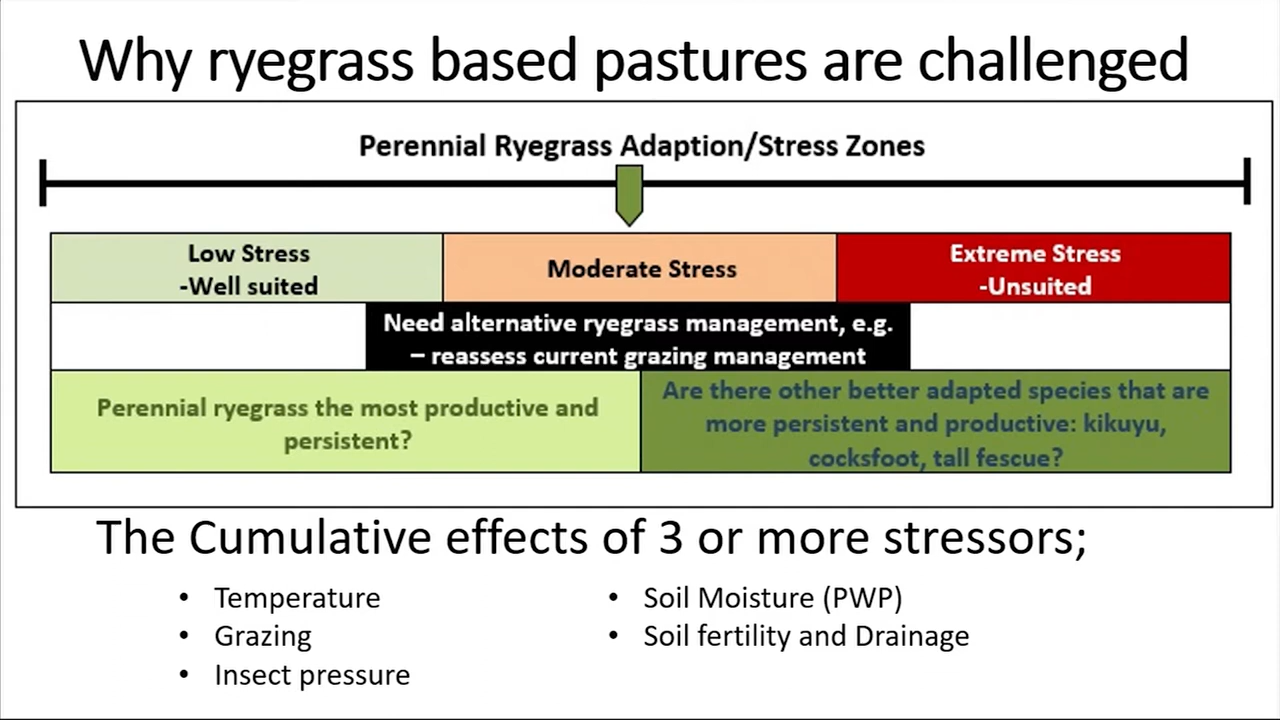 Why ryegrass based pastures are challenged
Perennial Ryegrass Adaption/Stress Zones
Low Stress
-Well suited
Moderate Stress
Extreme Stress
-Unsuited
Need alternative ryegrass management, e.g.
– reassess current grazing management
Perennial ryegrass the most productive and
persistent?
Are there other better adapted species that are
more persistent and productive: kikuyu,
cocksfoot, tall fescue?
The Cumulative effects of 3 or more stressors;
• Temperature
• Grazing
• Insect pressure
• Soil Moisture (PWP)
• Soil fertility and Drainage